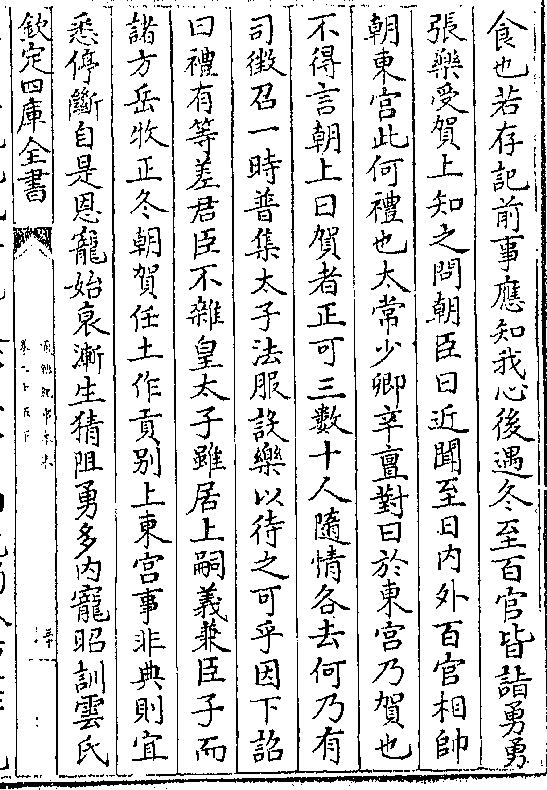 食也若存記前事應知我心後遇冬至百官皆詣勇勇
張樂受賀上知之問朝臣曰近聞至日内外百官相帥
朝東宫此何禮也太常少卿辛亶對曰於東宫乃賀也
不得言朝上曰賀者正可三數十人隨情各去何乃有
司徴召一時普集太子法服設樂以待之可乎因下詔
曰禮有等差君臣不雜皇太子雖居上嗣義兼臣子而
諸方岳牧正冬朝賀任土作貢别上東宫事非典則宜
悉停斷自是恩寵始衰漸生猜阻勇多内寵昭訓雲氏
欽定四庫全書